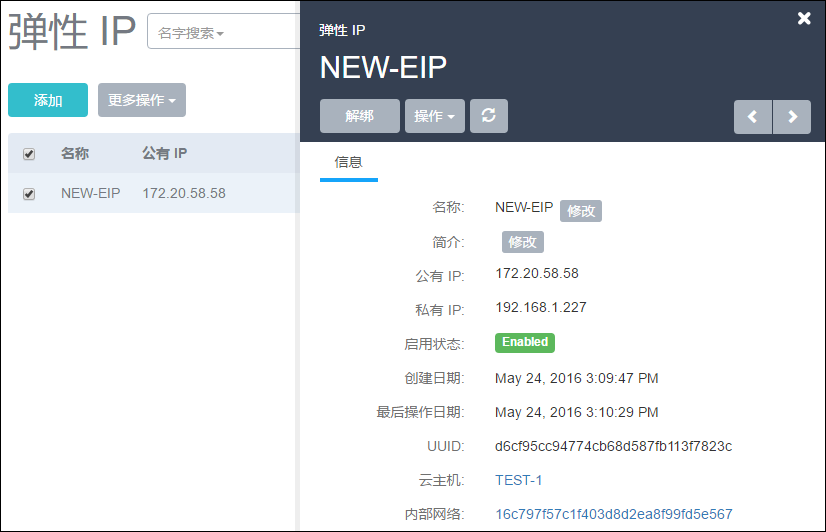 弹性 IP
名字搜索
添加
更多操作
名称 公有 IP
NEW-EIP 172.20.58.58
弹性 IP
NEW-EIP
解绑 操作
信息
名称: NEW-EIP 修改
简介: 修改
公有 IP: 172.20.58.58
私有 IP: 192.168.1.227
启用状态: Enabled
创建日期: May 24, 2016 3:09:47 PM
最后操作日期: May 24, 2016 3:10:29 PM
UUID: d6cf95cc94774cb68d587fb113f7823c
云主机: TEST-1
内部网络: 16c797f57c1f403d8d2ea8f99fd5e567